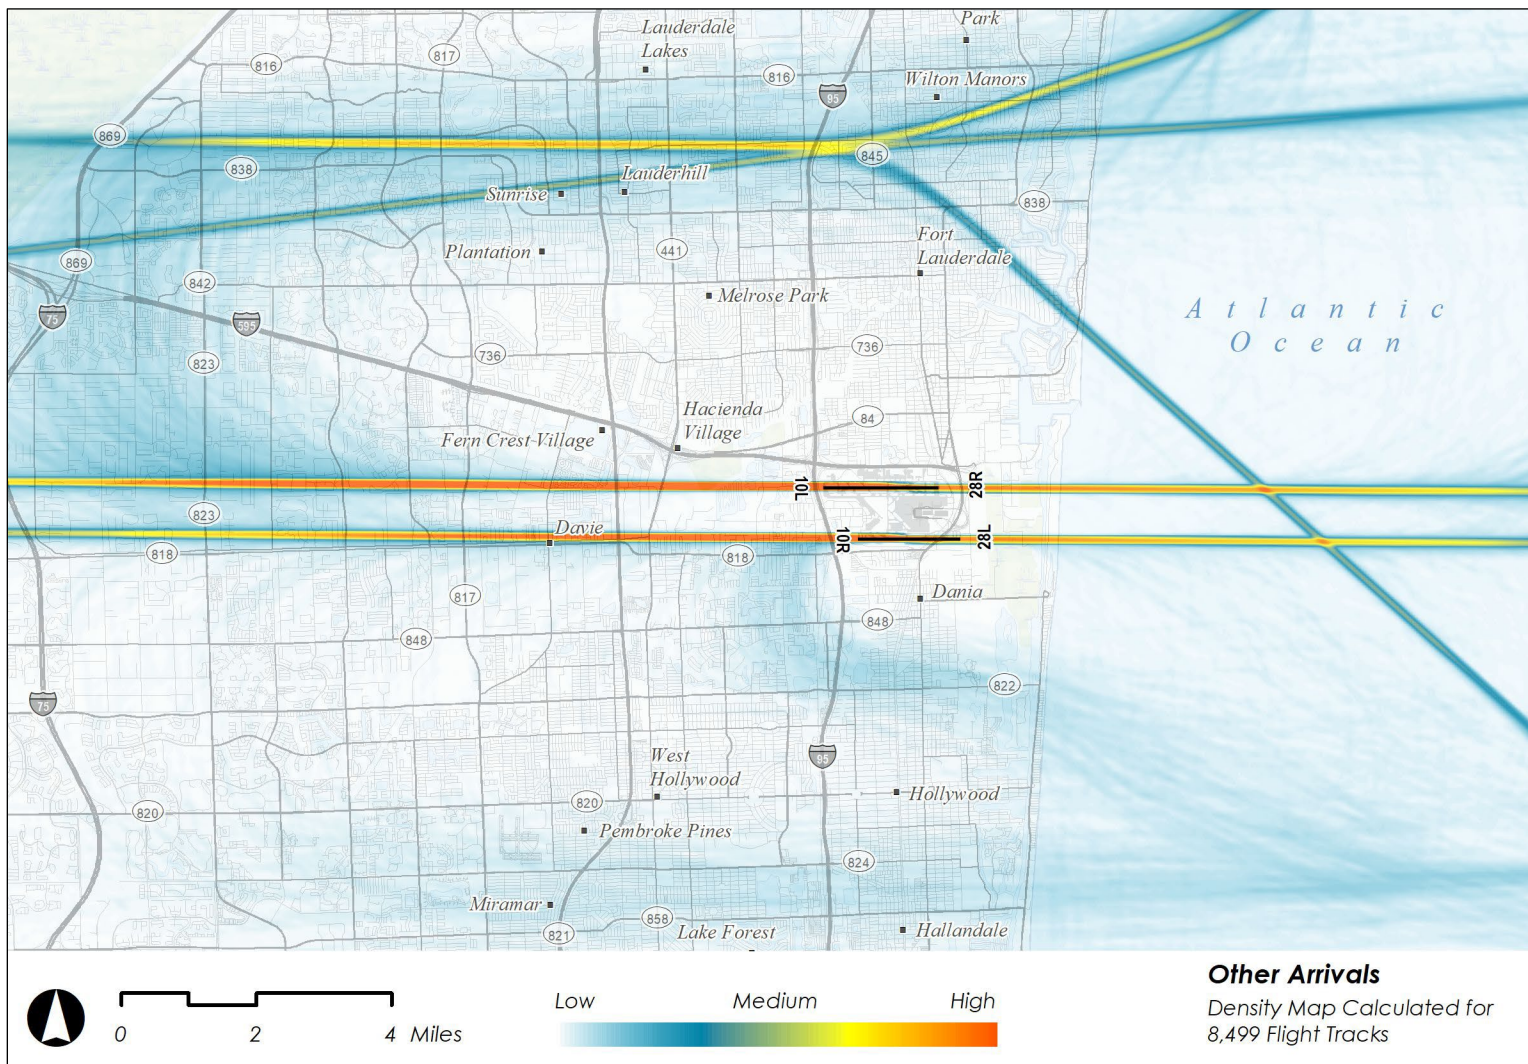 Park
Lauderdale
Lakes
817
816
816
Wilton Manors
95
869
845
838
Lauderhill
Sunrise
838
Fort
Lauderdale
441
Plantation
869
842
Melrose Park
Atlantic
Ocean
75
595
736
736
823
Hacienda
Village
84
Fern Crest Village
10L
28R
823
Davie
10R
28L
818
818
817
Dania
848
848
822
75
West
Hollywood
95
820
820
Hollywood
Pembroke Pines
824
Miramar
858
821
Lake Forest
Hallandale
Other Arrivals
Density Map Calculated for
8,499 Flight Tracks
Low Medium High
0 2 4 Miles